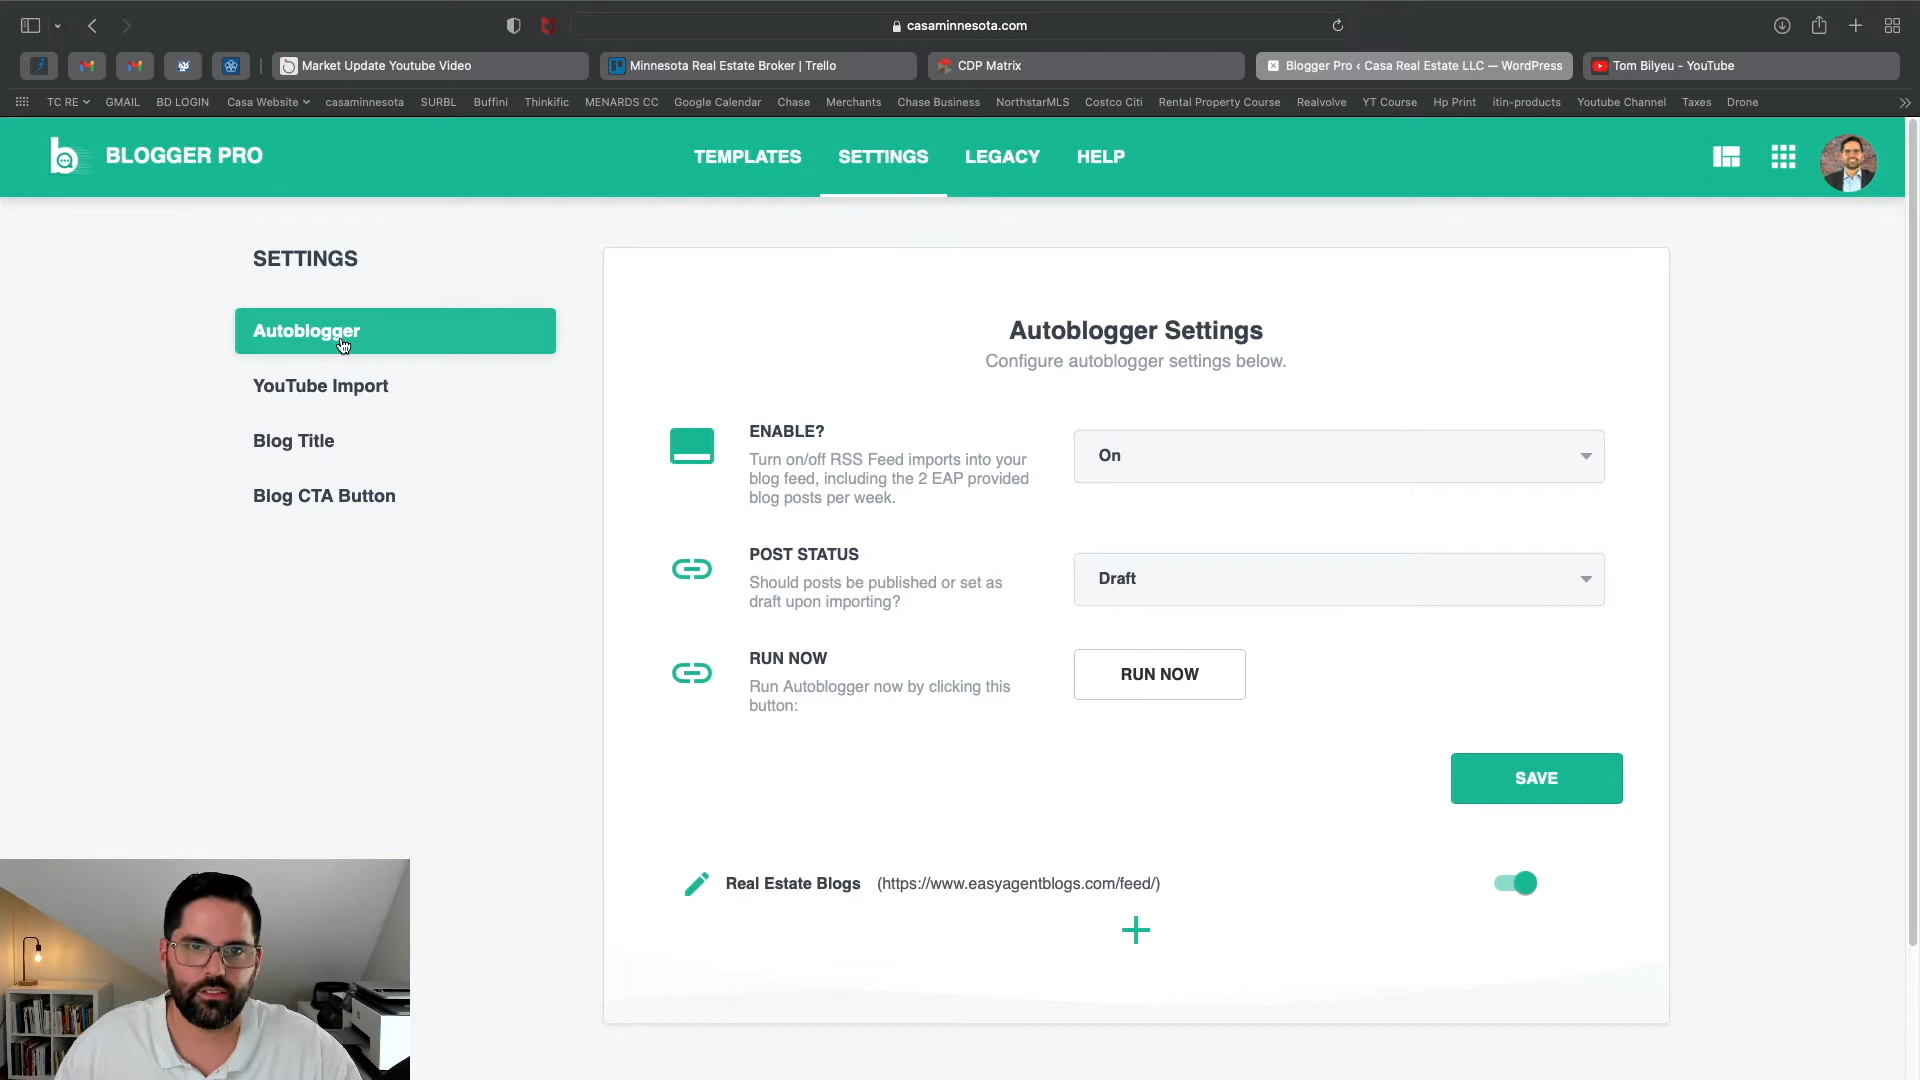 casaminnesota.com
Market Update Youtube Video
Minnesota Real Estate Broker | Trello
CDP Matrix
Blogger Pro ‹ Casa Real Estate LLC — WordPress
Tom Bilyeu - YouTube
TC RE GMAIL BD LOGIN Casa Website casaminnesota SURBL Buffini Thinkific MENARDS CC Google Calendar Chase Merchants Chase Business NorthstarMLS Costco Citi Rental Property Course Realvolve YT Course Hp Print itin-products Youtube Channel Taxes Drone
BLOGGER PRO
TEMPLATES SETTINGS LEGACY HELP
SETTINGS
Autoblogger
YouTube Import
Blog Title
Blog CTA Button
Autoblogger Settings
Configure autoblogger settings below.
ENABLE?
Turn on/off RSS Feed imports into your
blog feed, including the 2 EAP provided
blog posts per week.
On
POST STATUS
Should posts be published or set as
draft upon importing?
Draft
RUN NOW
Run Autoblogger now by clicking this
button:
RUN NOW
SAVE
Real Estate Blogs (https://www.easyagentblogs.com/feed/)